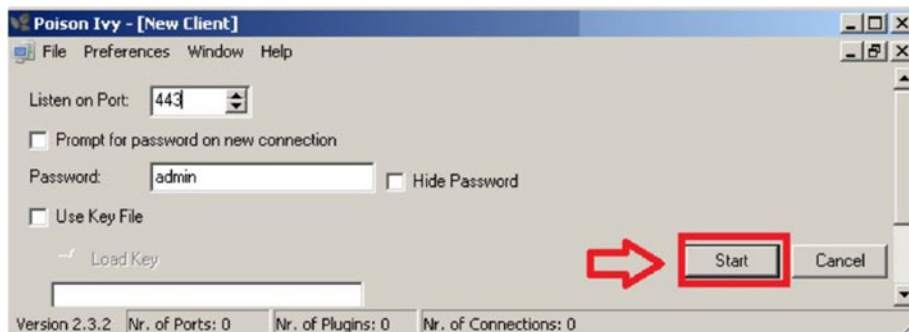 Poison Ivy - [New Client]
File Preferences Window Help
Listen on Port: 443
Prompt for password on new connection
Password: admin Hide Password
Use Key File
Load Key
Start Cancel
Version 2.3.2 Nr. of Ports: 0 Nr. of Plugins: 0 Nr. of Connections: 0